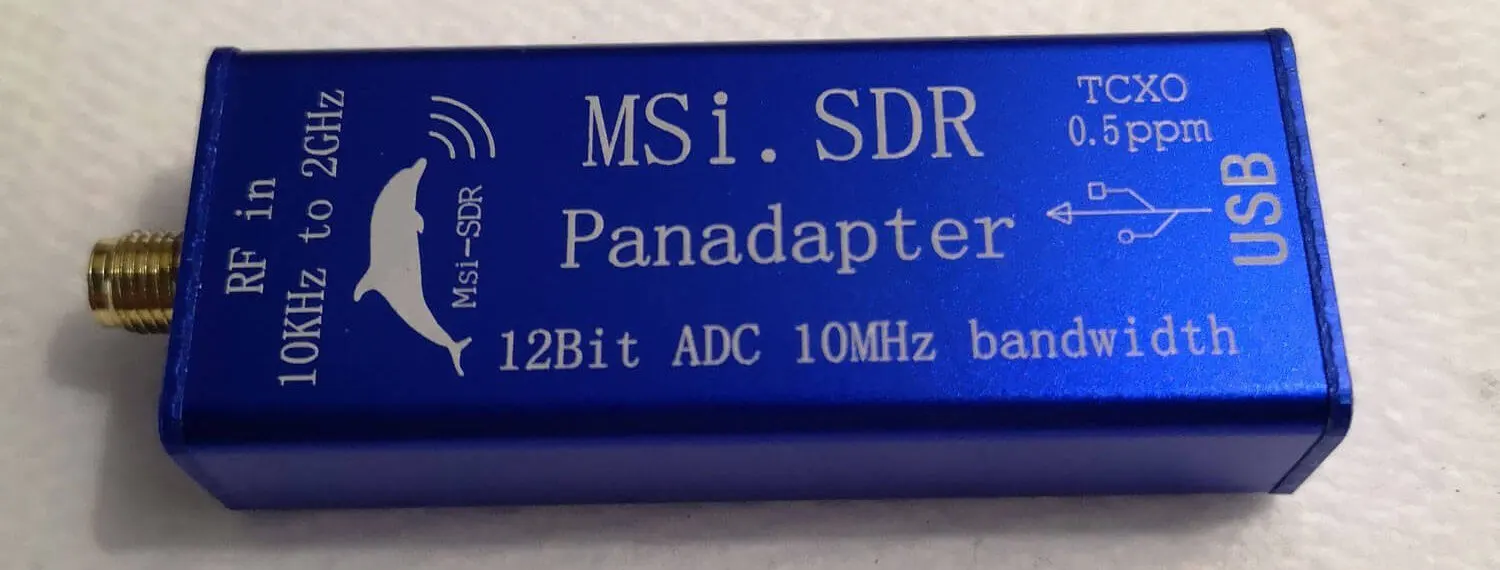 RF in
10KHz to 2GHz
Msi-SDR
MSi. SDR
Panadapter
12Bit ADC 10MHz bandwidth
TCXO
0.5ppm
USB